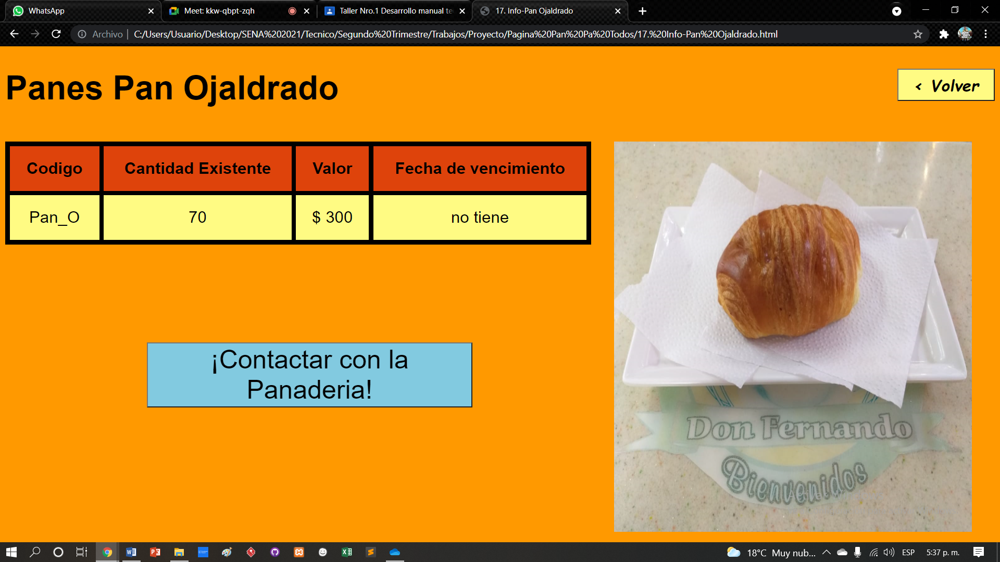 WhatsApp
Meet: kkw-qbpt-zqh
Taller Nro.1 Desarrollo manual te
17. Info-Pan Ojaldrado
Archivo
C:/Users/Usuario/Desktop/SENA%202021/Tecnico/Segundo%20Trimestre/Trabajos/Proyecto/Pagina%20Pan%20Pa%20Todos/17.%20Info-Pan%20Ojaldrado.html
Panes Pan Ojaldrado
< Volver
Codigo Cantidad Existente Valor Fecha de vencimiento
Pan_O 70 $ 300 no tiene
¡Contactar con la
Panaderia!
Don Fernando
Bienvenidos
18°C Muy nub... ESP 5:37 p. m.